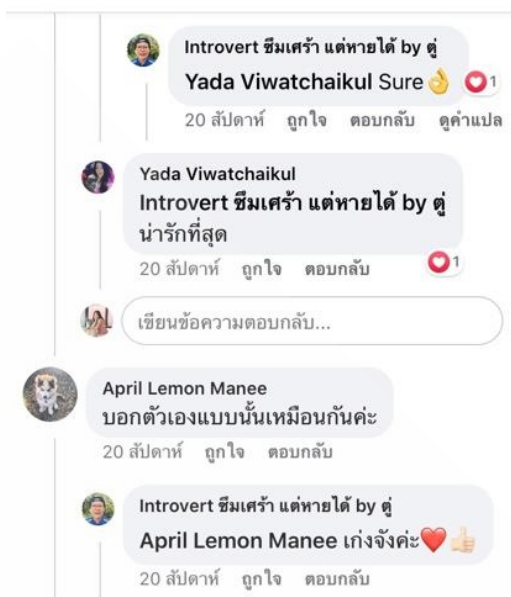 Introvert ซึมเศร้า แต่หายได้ by ตู่
Yada Viwatchaikul Sure👌 1
20 สัปดาห์ ถูกใจ ตอบกลับ ดูคำแปล
Yada Viwatchaikul
Introvert ซึมเศร้า แต่หายได้ by ตู่
น่ารักที่สุด
20 สัปดาห์ ถูกใจ ตอบกลับ 1
เขียนข้อความตอบกลับ...
April Lemon Manee
บอกตัวเองแบบนั้นเหมือนกันค่ะ
20 สัปดาห์ ถูกใจ ตอบกลับ
Introvert ซึมเศร้า แต่หายได้ by ตู่
April Lemon Manee เก่งจังค่ะ❤️👍🏻
20 สัปดาห์ ถูกใจ ตอบกลับ